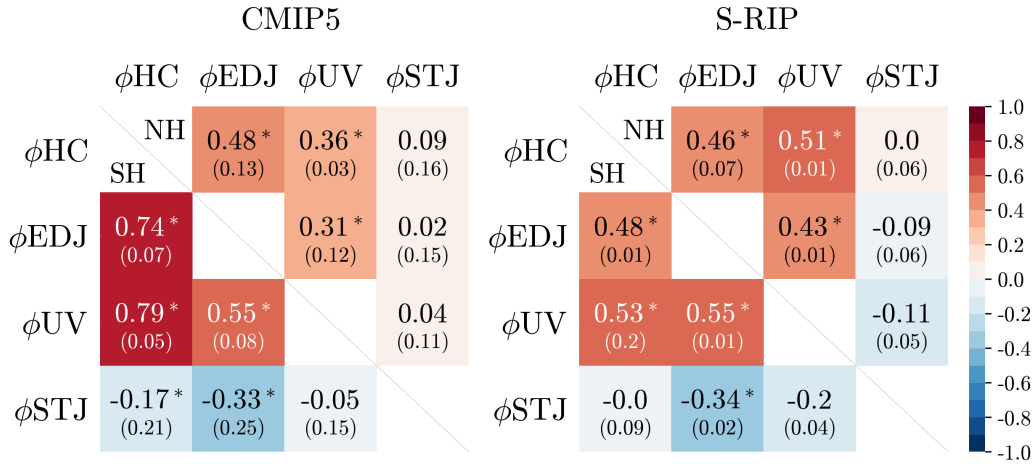 CMIP5 S-RIP
ϕHC ϕEDJ ϕUV ϕSTJ ϕHC ϕEDJ ϕUV ϕSTJ
ϕHC NH SH 0.48* 0.36* 0.09 ϕHC NH SH 0.46* 0.51* 0.0
(0.13) (0.03) (0.16) (0.07) (0.01) (0.06)
ϕEDJ 0.74* 0.31* 0.02 ϕEDJ 0.48* 0.43* -0.09
(0.07) (0.12) (0.15) (0.01) (0.01) (0.06)
ϕUV 0.79* 0.55* 0.04 ϕUV 0.53* 0.55* -0.11
(0.05) (0.08) (0.11) (0.2) (0.01) (0.05)
ϕSTJ -0.17* -0.33* -0.05 ϕSTJ -0.0 -0.34* -0.2
(0.21) (0.25) (0.15) (0.09) (0.02) (0.04)
1.0
0.8
0.6
0.4
0.2
0.0
-0.2
-0.4
-0.6
-0.8
-1.0